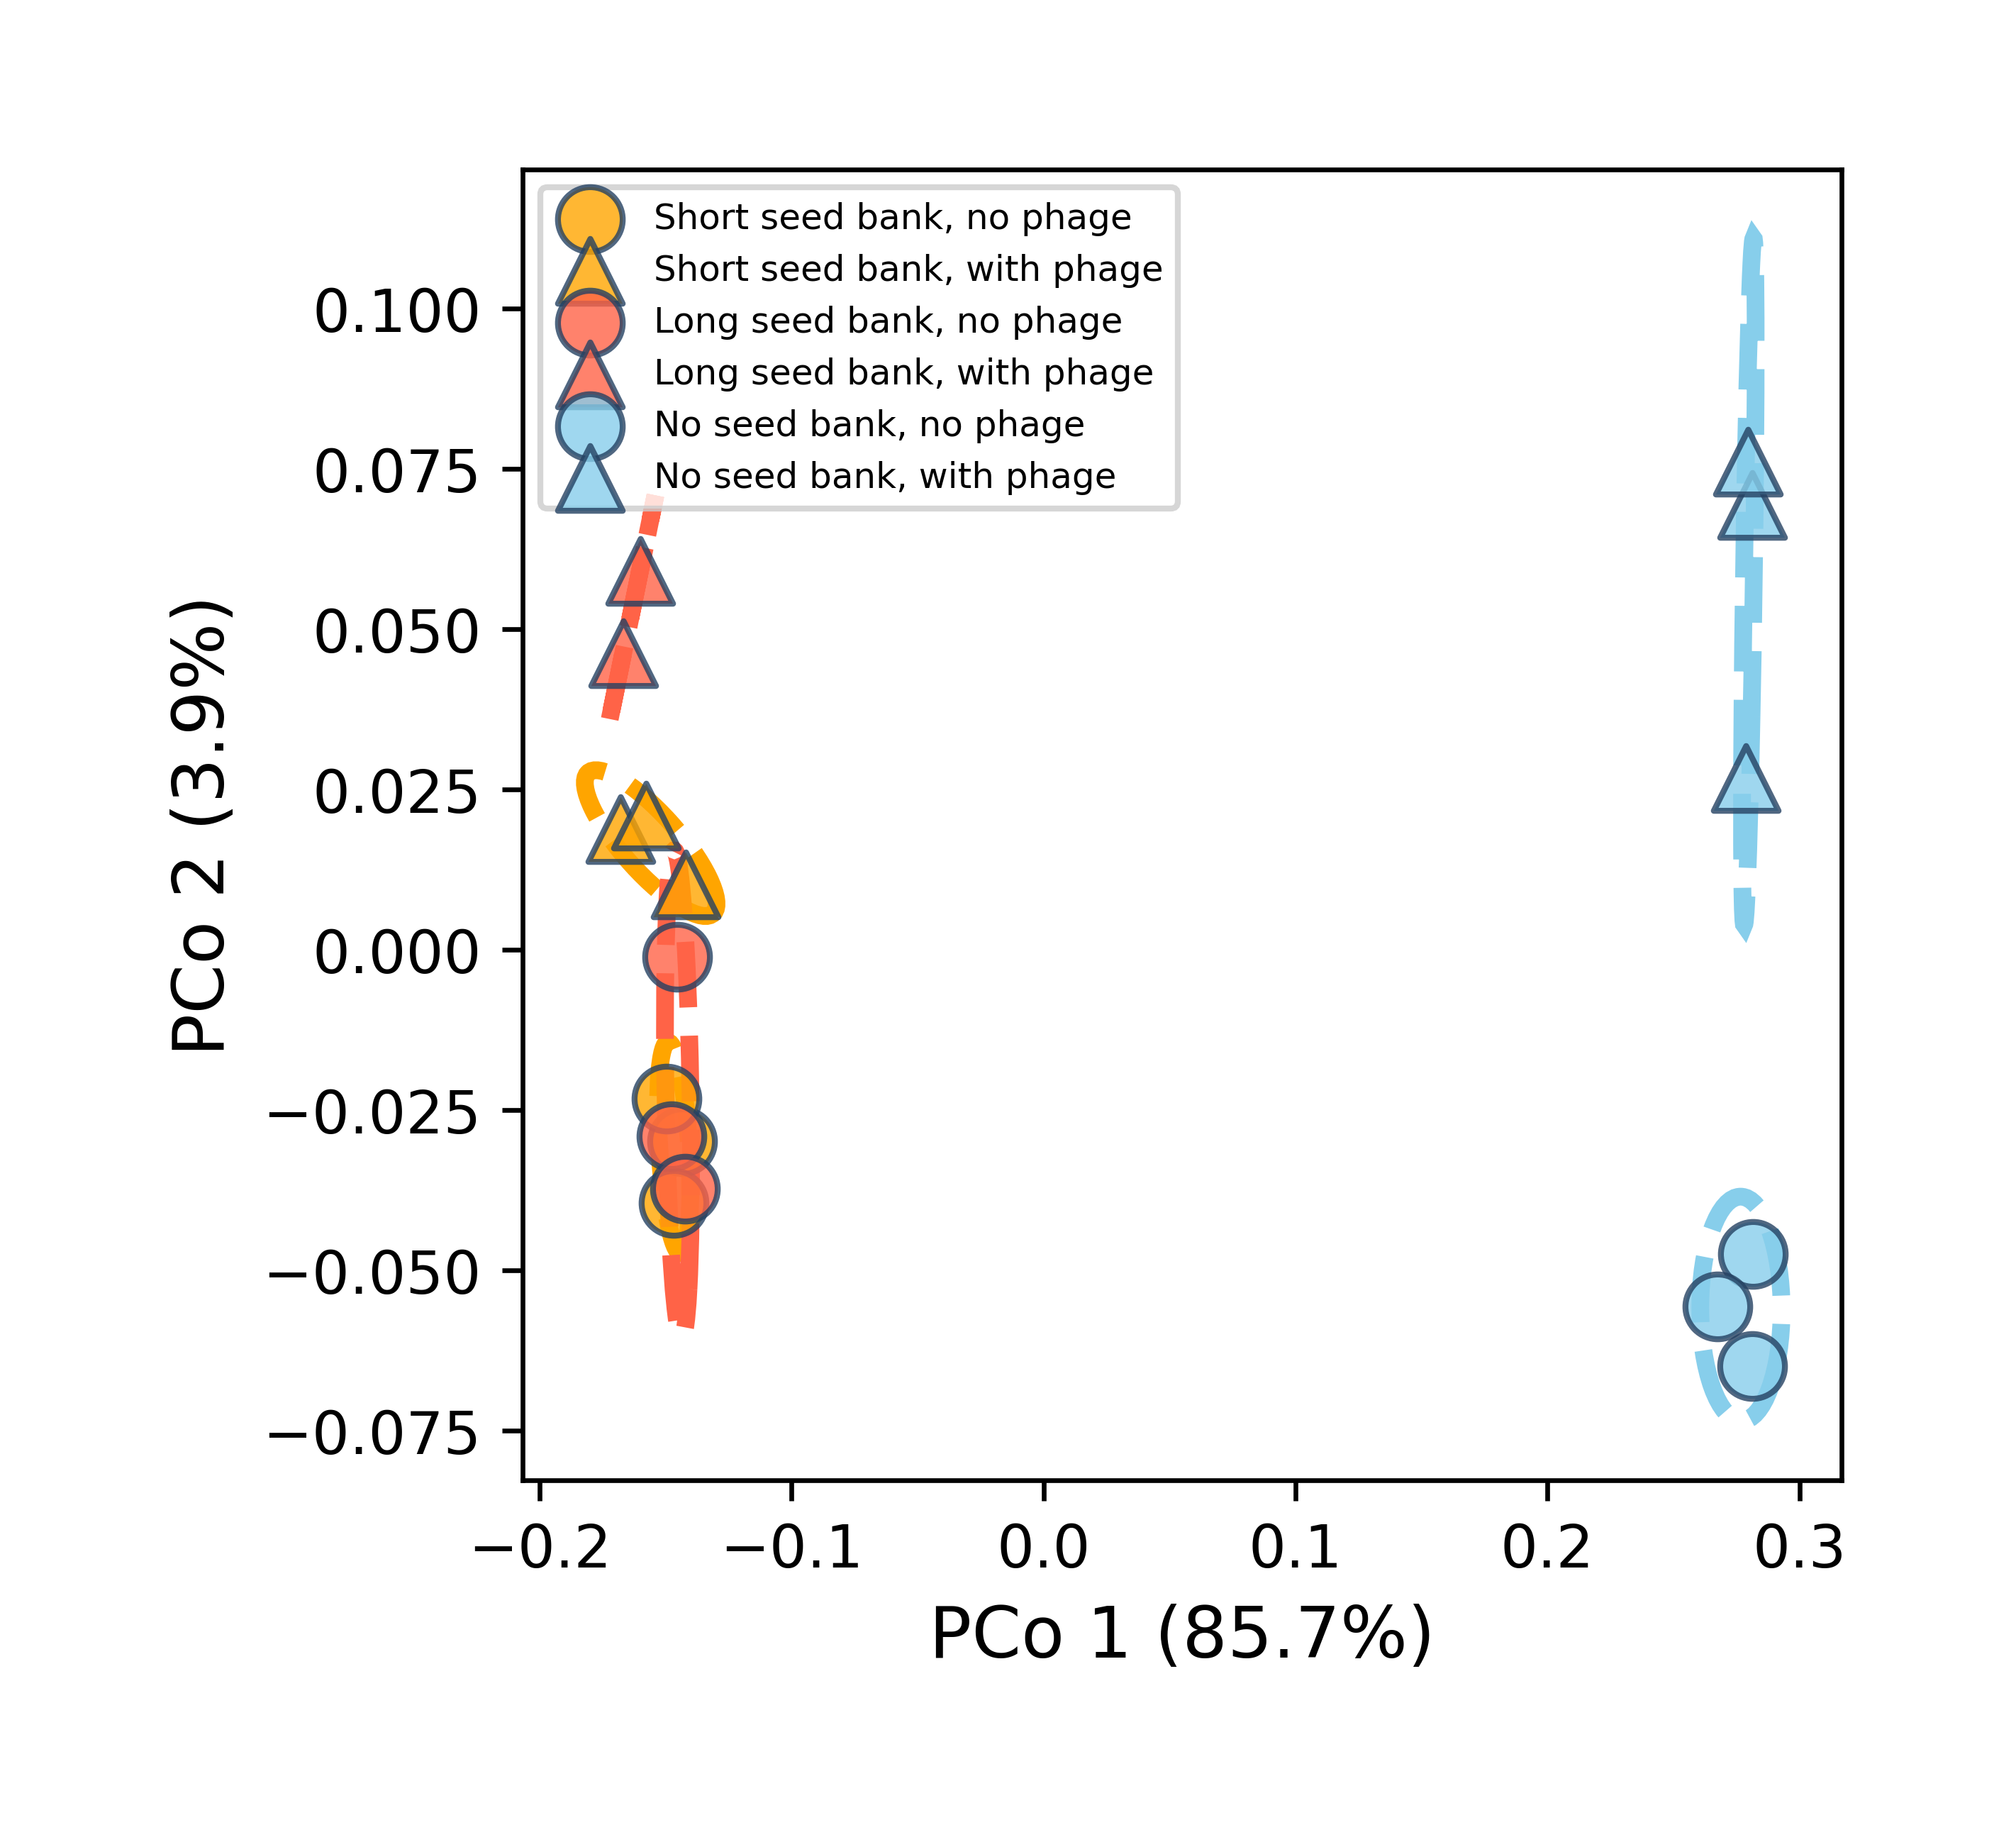 Short seed bank, no phage
Short seed bank, with phage
Long seed bank, no phage
Long seed bank, with phage
No seed bank, no phage
No seed bank, with phage
0.100
0.075
0.050
0.025
0.000
−0.025
−0.050
−0.075
PCo 2 (3.9%)
−0.2 −0.1 0.0 0.1 0.2 0.3
PCo 1 (85.7%)